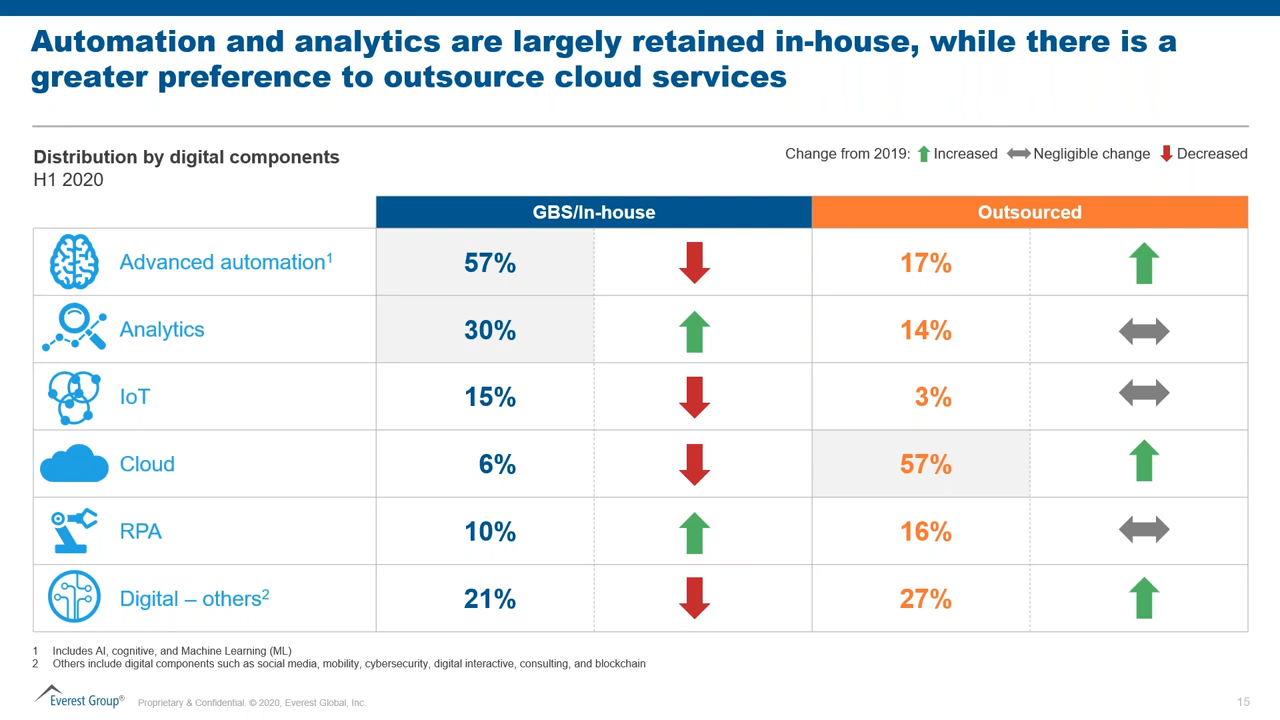 Automation and analytics are largely retained in-house, while there is a
greater preference to outsource cloud services
Distribution by digital components
H1 2020
Change from 2019: Increased Negligible change Decreased
GBS/In-house Outsourced
Advanced automation1 57% 17%
Analytics 30% 14%
IoT 15% 3%
Cloud 6% 57%
RPA 10% 16%
Digital – others2 21% 27%
1 Includes AI, cognitive, and Machine Learning (ML)
2 Others include digital components such as social media, mobility, cybersecurity, digital interactive, consulting, and blockchain
Everest Group® Proprietary & Confidential. © 2020, Everest Global, Inc. 15